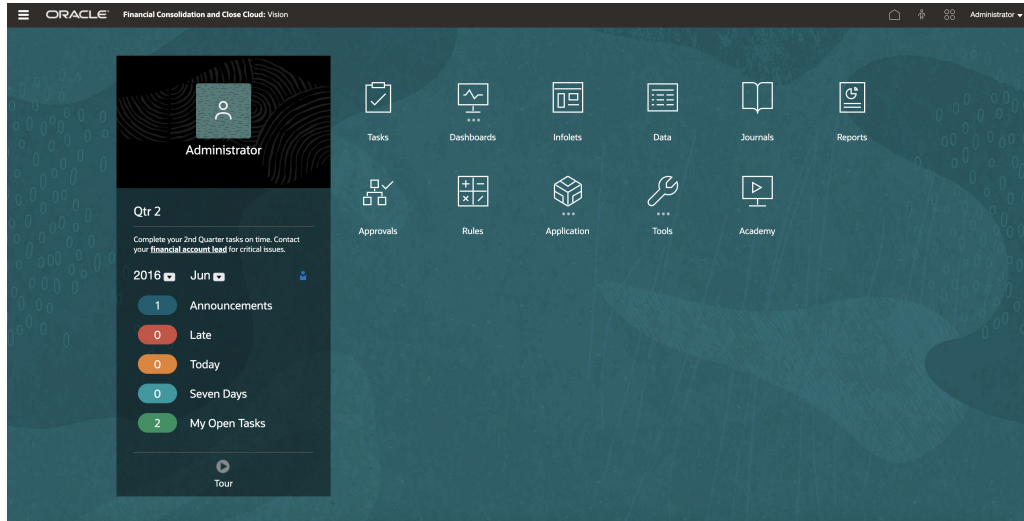 ORACLE Financial Consolidation and Close Cloud: Vision Administrator
Administrator
Qtr 2
Complete your 2nd Quarter tasks on time. Contact
your financial account lead for critical issues.
2016 Jun
1 Announcements
0 Late
0 Today
0 Seven Days
2 My Open Tasks
Tour
Tasks Dashboards Infolets Data Journals Reports
Approvals Rules Application Tools Academy